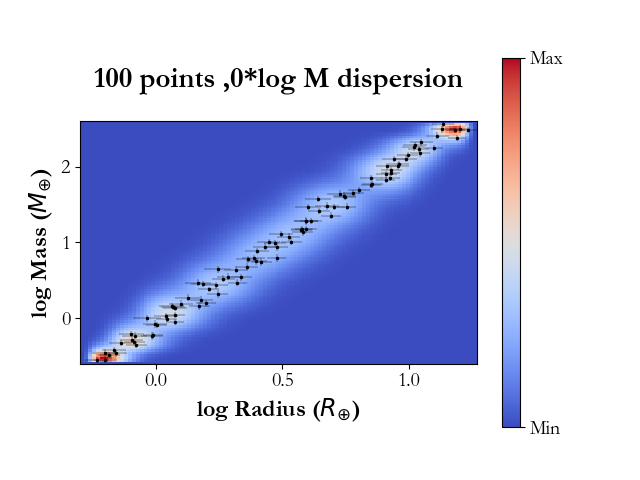 100 points ,0*log M dispersion
Max
2
1
0
log Mass (M⊕)
0.0 0.5 1.0
log Radius (R⊕)
Min